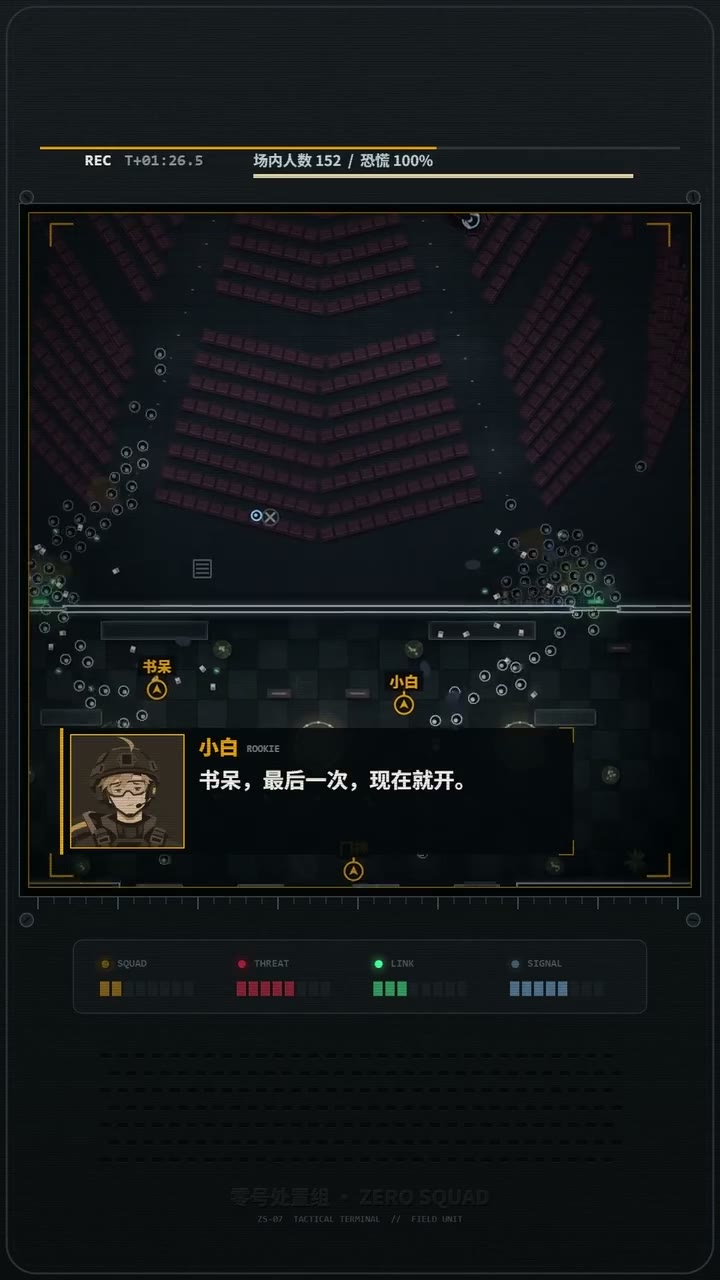 REC T+01:26.5 场内人数 152 / 恐慌 100%
书呆
小白
小白 ROOKIE
书呆，最后一次，现在就开。
门神
SQUAD THREAT LINK SIGNAL
零号处置组 · ZERO SQUAD
ZS-07 TACTICAL TERMINAL // FIELD UNIT